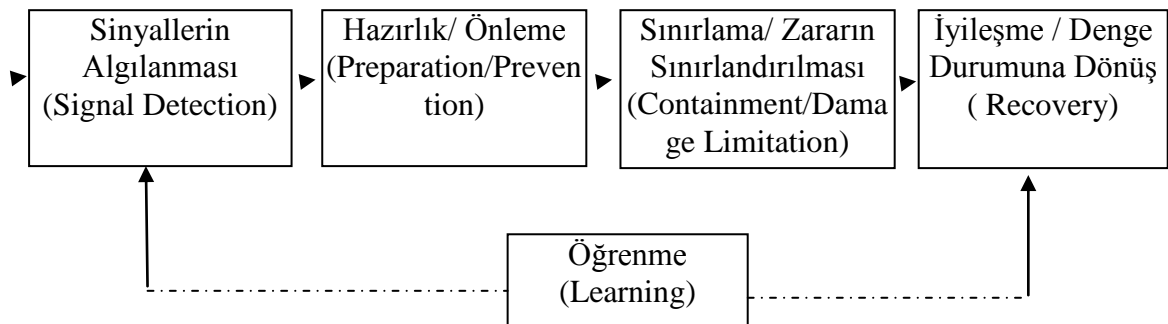 Sinyallerin
Algılanması
(Signal Detection)
Hazırlık/ Önleme
(Preparation/Preven
tion)
Sınırlama/ Zararın
Sınırlandırılması
(Containment/Dama
ge Limitation)
İyileşme / Denge
Durumuna Dönüş
( Recovery)
Öğrenme
(Learning)